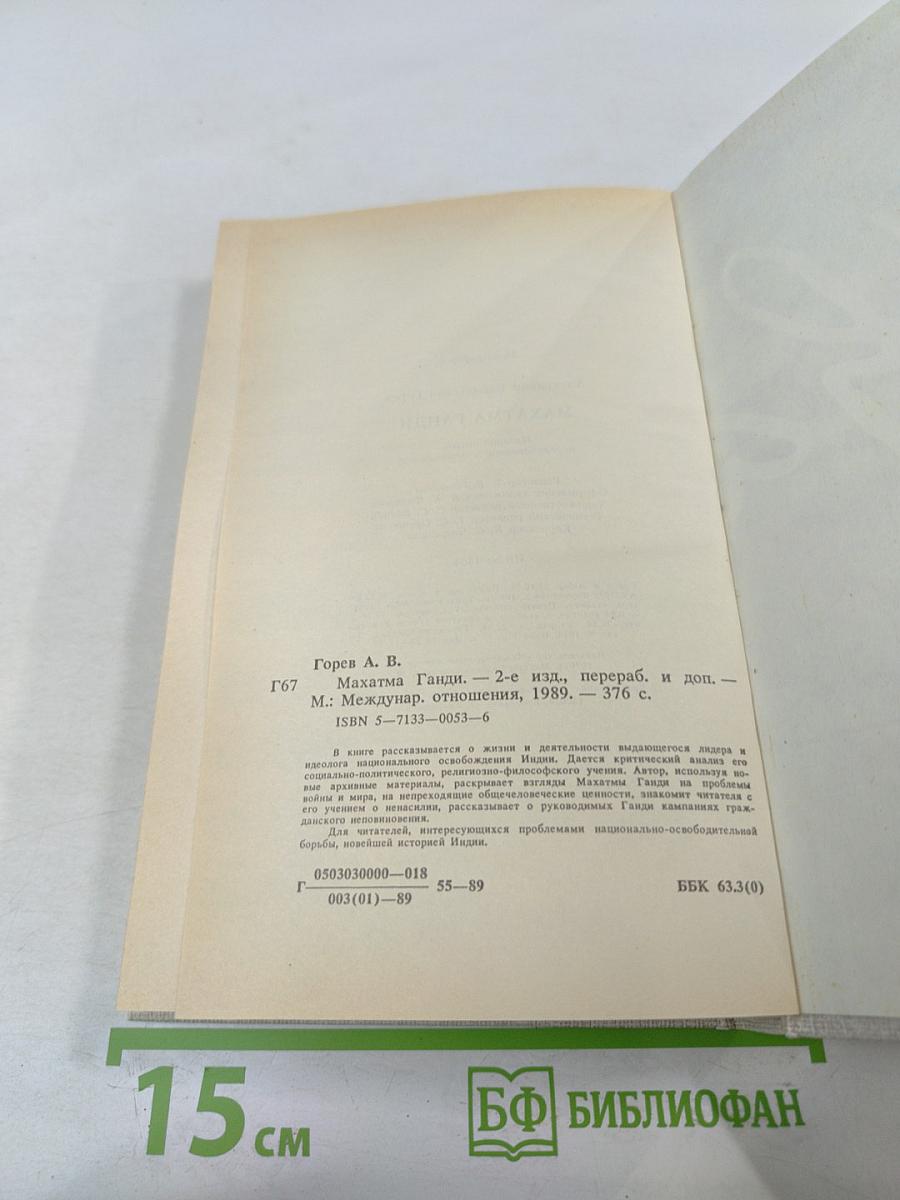 Горев А. В.
Г67 Махатма Ганди. — 2-е изд., перераб. и доп. —
М.: Междунар. отношения, 1989. — 376 с.
ISBN 5—7133—0053—6
В книге рассказывается о жизни и деятельности выдающегося лидера и
идеолога национального освобождения Индии. Дается критический анализ его
социально-политического, религиозно-философского учения. Автор, используя но-
вые архивные материалы, раскрывает взгляды Махатмы Ганди на проблемы
войны и мира, на непреходящие общечеловеческие ценности, знакомит читателя с
его учением о ненасилии, рассказывает о руководимых Ганди кампаниях граж-
данского неповиновения.
Для читателей, интересующихся проблемами национально-освободительной
борьбы, новейшей историей Индии.
0503030000—018
Г 55—89
003(01)—89
ББК 63.3(0)
15 см
БФ БИБЛИОФАН